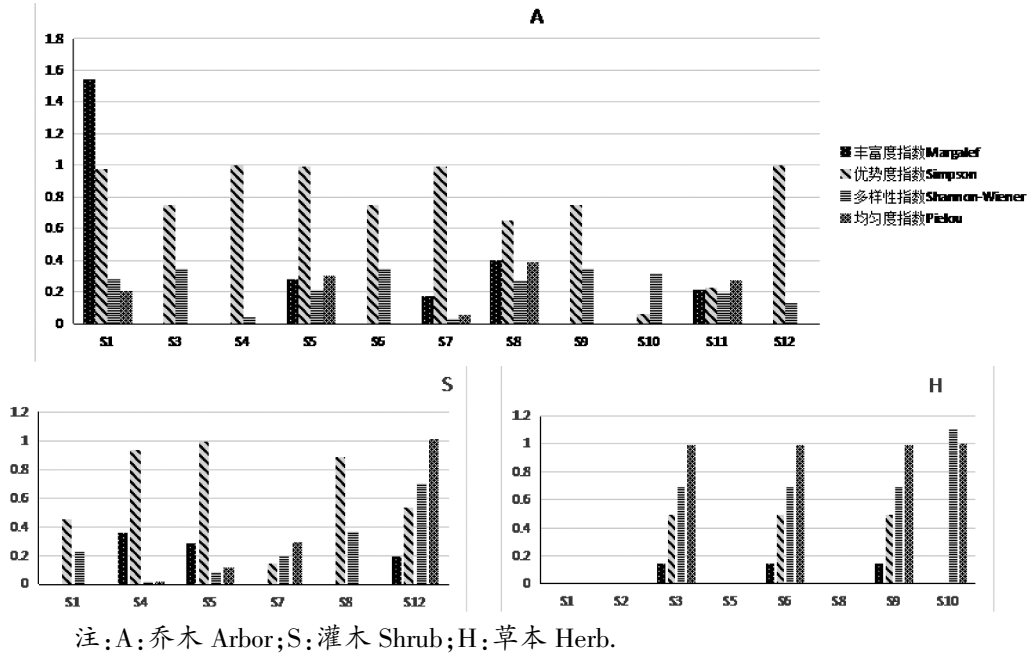 A
1.8
1.6
1.4
1.2
1
0.8
0.6
0.4
0.2
0
S1 S3 S4 S5 S6 S7 S8 S9 S10 S11 S12
丰富度指数Margalef
优势度指数Simpson
多样性指数Shannon-Wiener
均匀度指数Pielou
S
1.2
1
0.8
0.6
0.4
0.2
0
S1 S4 S5 S7 S8 S12
H
1.2
1
0.8
0.6
0.4
0.2
0
S1 S2 S3 S5 S6 S8 S9 S10
注:A:乔木 Arbor;S:灌木 Shrub;H:草本 Herb.